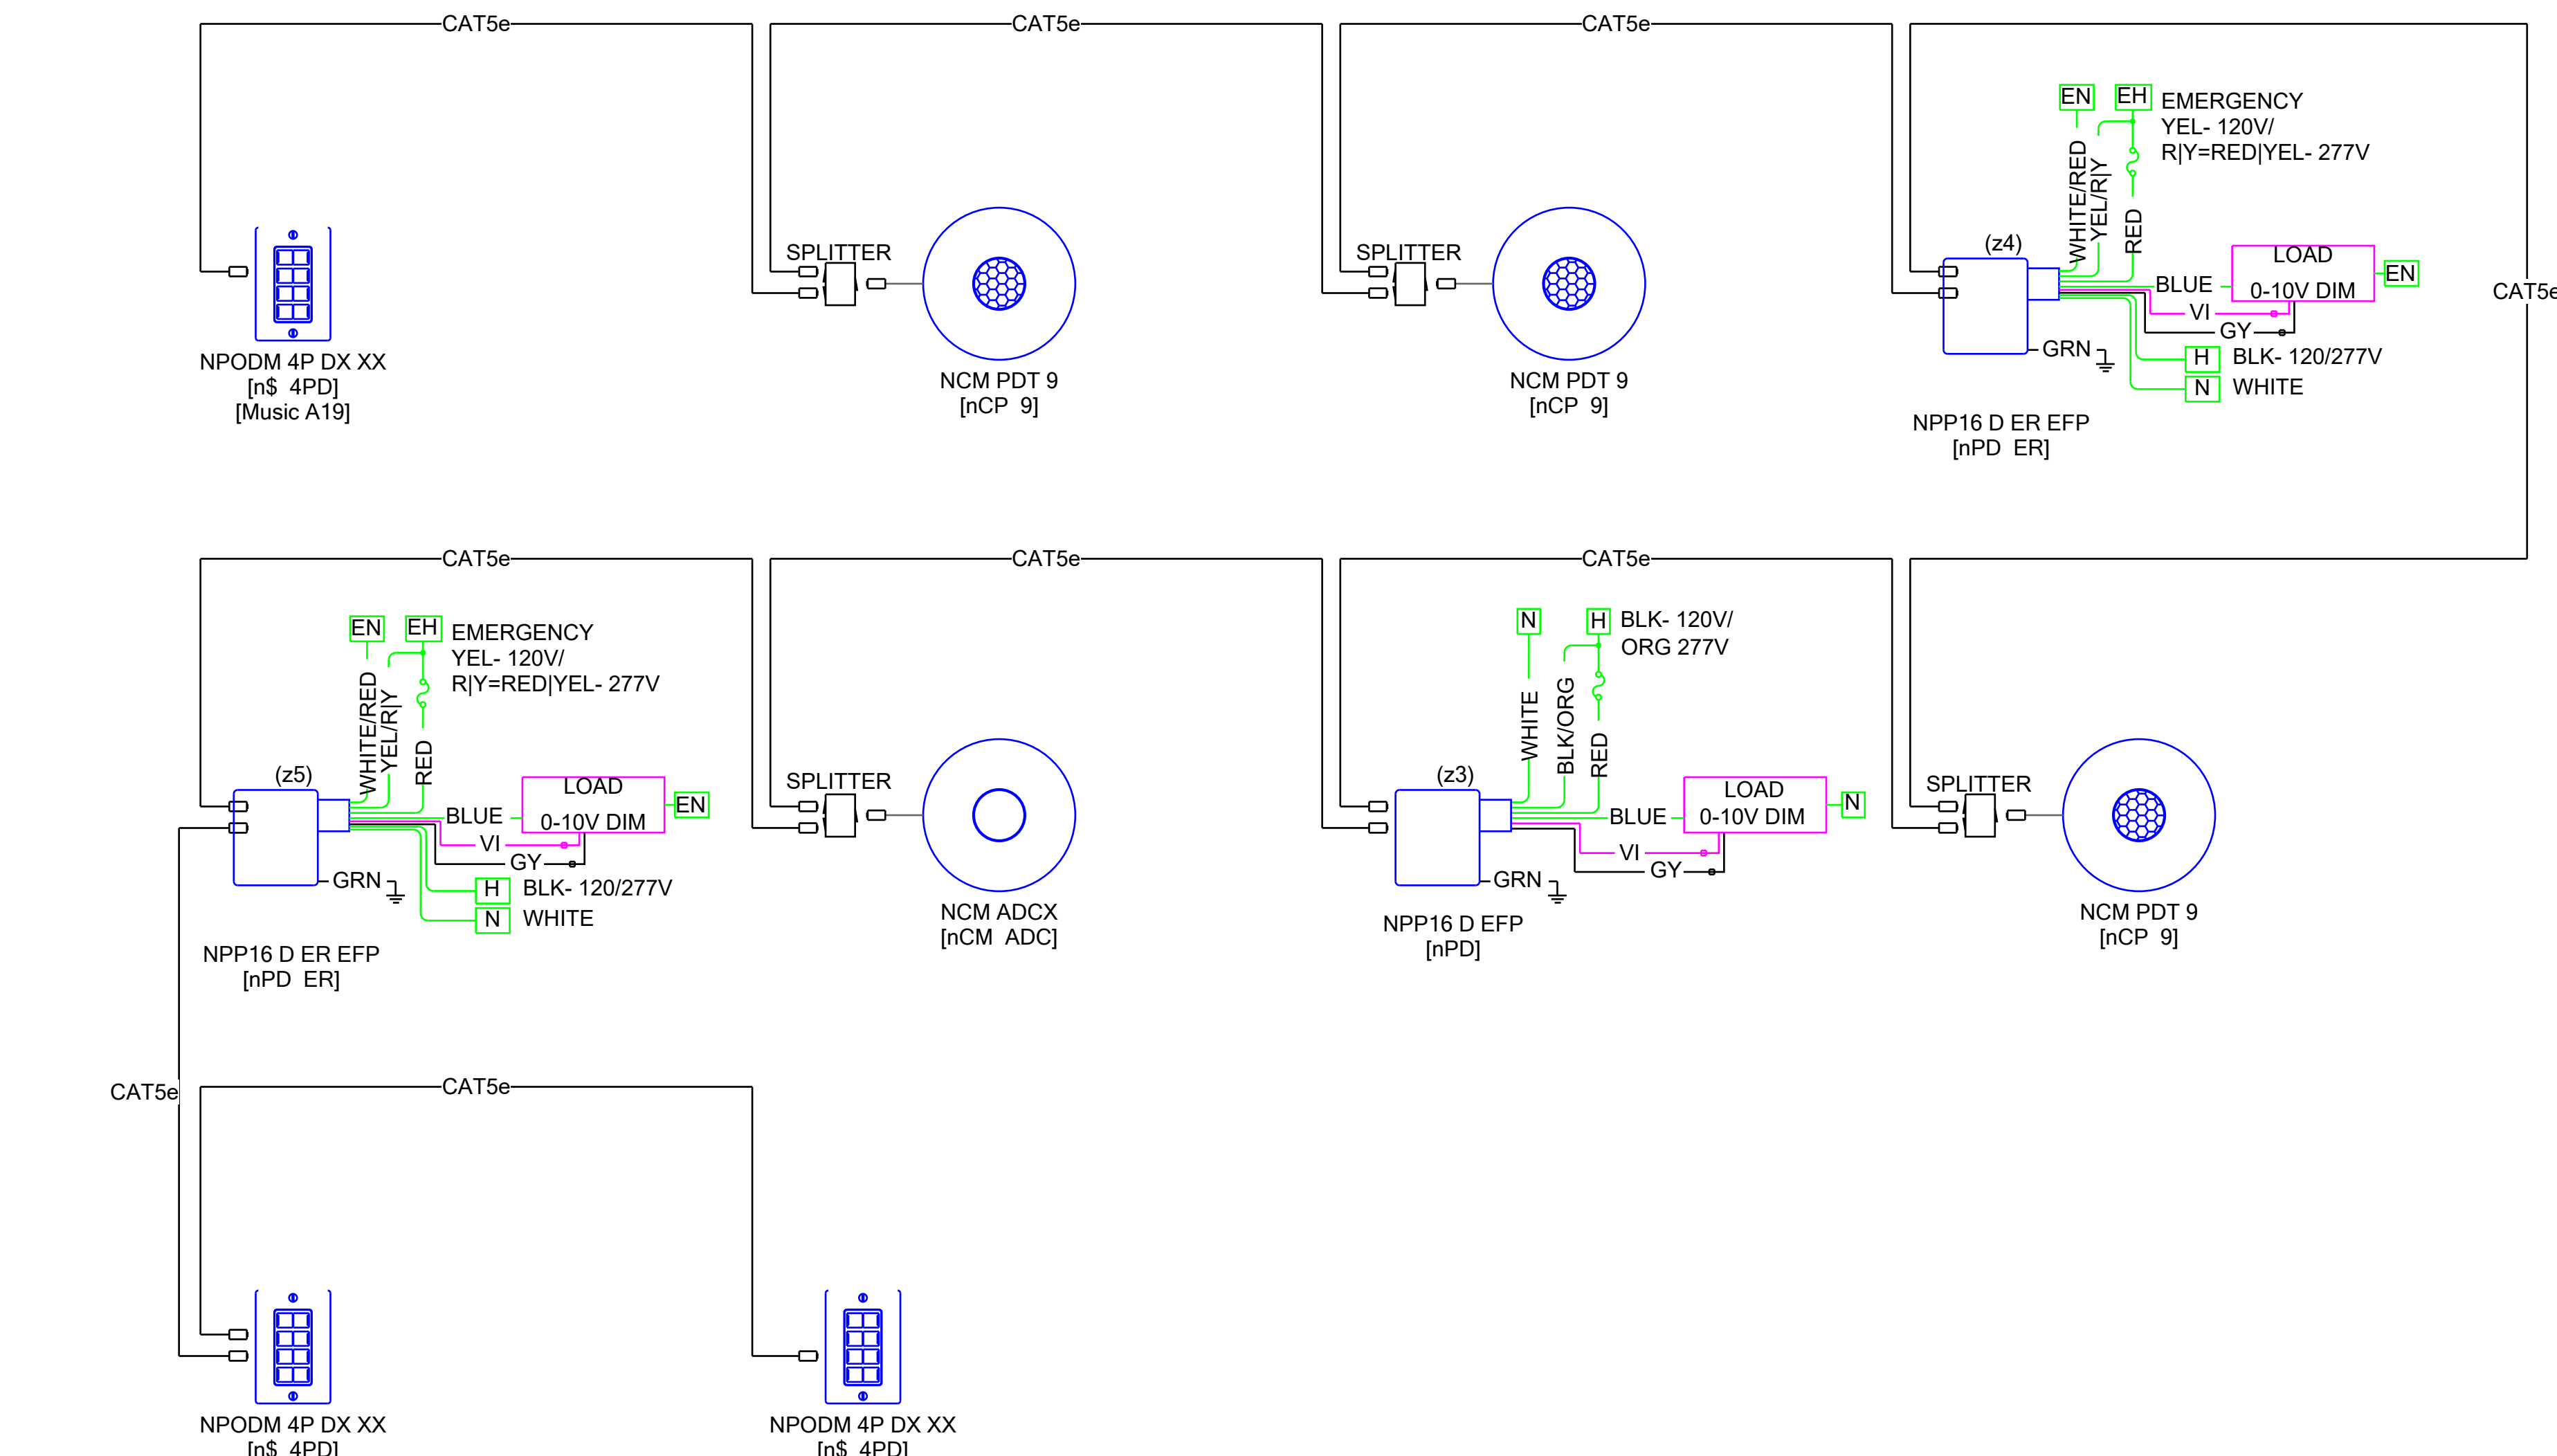 CAT5e
CAT5e
CAT5e
EN
EH
EMERGENCY
YEL- 120V/
R|Y=RED|YEL- 277V
WHITE/RED
YEL/R|Y
RED
SPLITTER
SPLITTER
(z4)
LOAD
0-10V DIM
EN
BLUE
VI
GY
CAT5e
GRN
H
BLK- 120/277V
N
WHITE
NPODM 4P DX XX
[n$ 4PD]
[Music A19]
NCM PDT 9
[nCP 9]
NCM PDT 9
[nCP 9]
NPP16 D ER EFP
[nPD ER]
CAT5e
CAT5e
CAT5e
EN
EH
EMERGENCY
YEL- 120V/
R|Y=RED|YEL- 277V
WHITE/RED
YEL/R|Y
RED
(z5)
LOAD
0-10V DIM
EN
BLUE
VI
GY
GRN
H
BLK- 120/277V
N
WHITE
NPP16 D ER EFP
[nPD ER]
SPLITTER
NCM ADCX
[nCM ADC]
N
H
BLK- 120V/
ORG 277V
WHITE
BLK/ORG
RED
(z3)
LOAD
0-10V DIM
N
BLUE
VI
GY
GRN
NPP16 D EFP
[nPD]
SPLITTER
NCM PDT 9
[nCP 9]
CAT5e
CAT5e
NPODM 4P DX XX
[n$ 4PD]
NPODM 4P DX XX
[n$ 4PD]